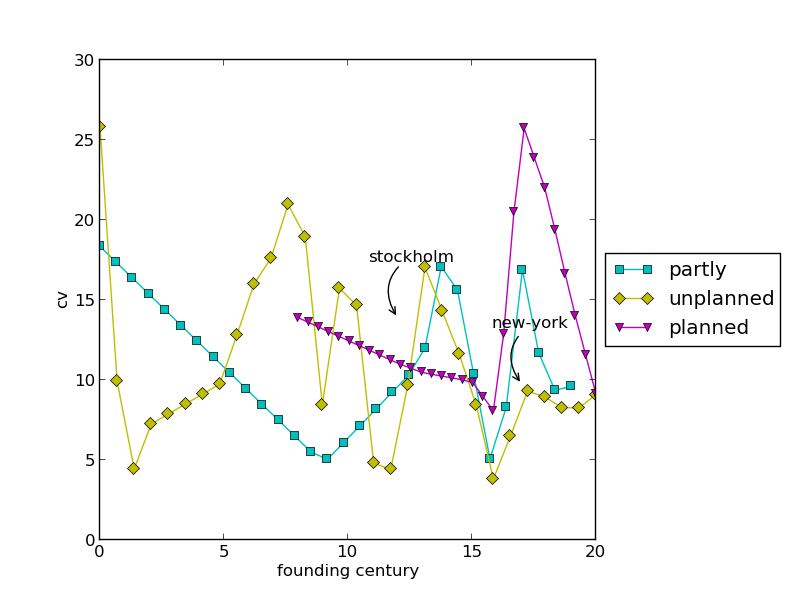 30
25
20
15
10
5
0
cv
0 5 10 15 20
founding century
stockholm
new-york
partly
unplanned
planned